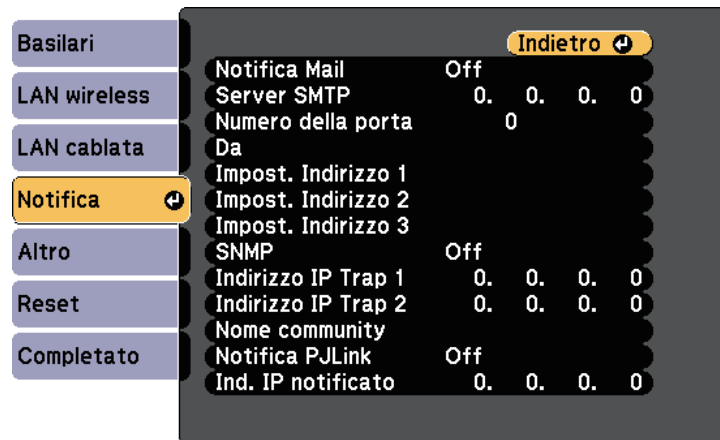 Basilari
LAN wireless
LAN cablata
Notifica
Altro
Reset
Completato
Indietro
Notifica Mail Off
Server SMTP 0. 0. 0. 0
Numero della porta 0
Da
Impost. Indirizzo 1
Impost. Indirizzo 2
Impost. Indirizzo 3
SNMP Off
Indirizzo IP Trap 1 0. 0. 0. 0
Indirizzo IP Trap 2 0. 0. 0. 0
Nome community
Notifica PJLink Off
Ind. IP notificato 0. 0. 0. 0